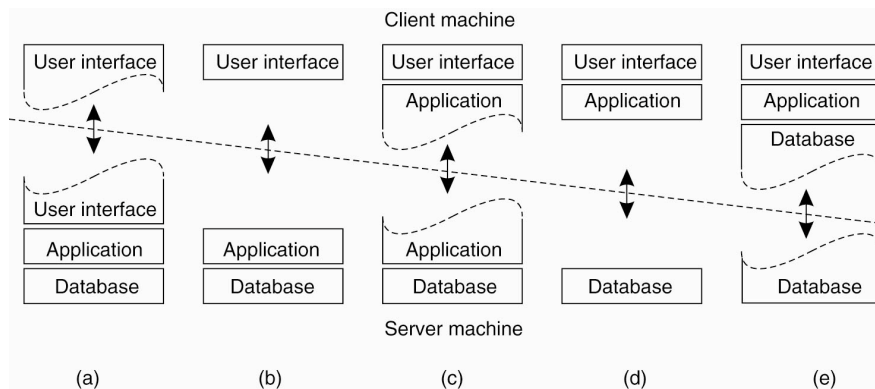 Client machine
User interface User interface User interface User interface User interface
Application Application Application
Database
User interface
Application Application Application
Database Database Database Database Database
Server machine
(a) (b) (c) (d) (e)